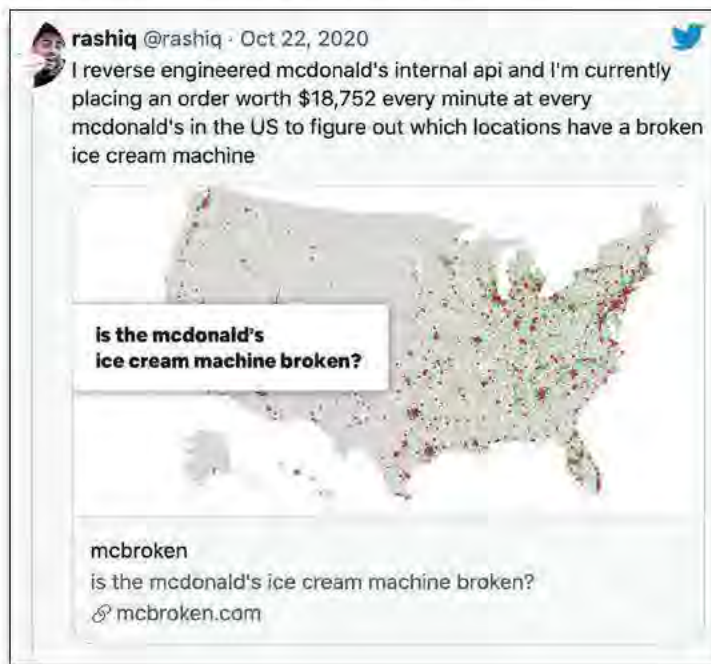 rashiq @rashiq · Oct 22, 2020
I reverse engineered mcdonald's internal api and I'm currently
placing an order worth $18,752 every minute at every
mcdonald's in the US to figure out which locations have a broken
ice cream machine
is the mcdonald's
ice cream machine broken?
mcbroken
is the mcdonald's ice cream machine broken?
mcbroken.com